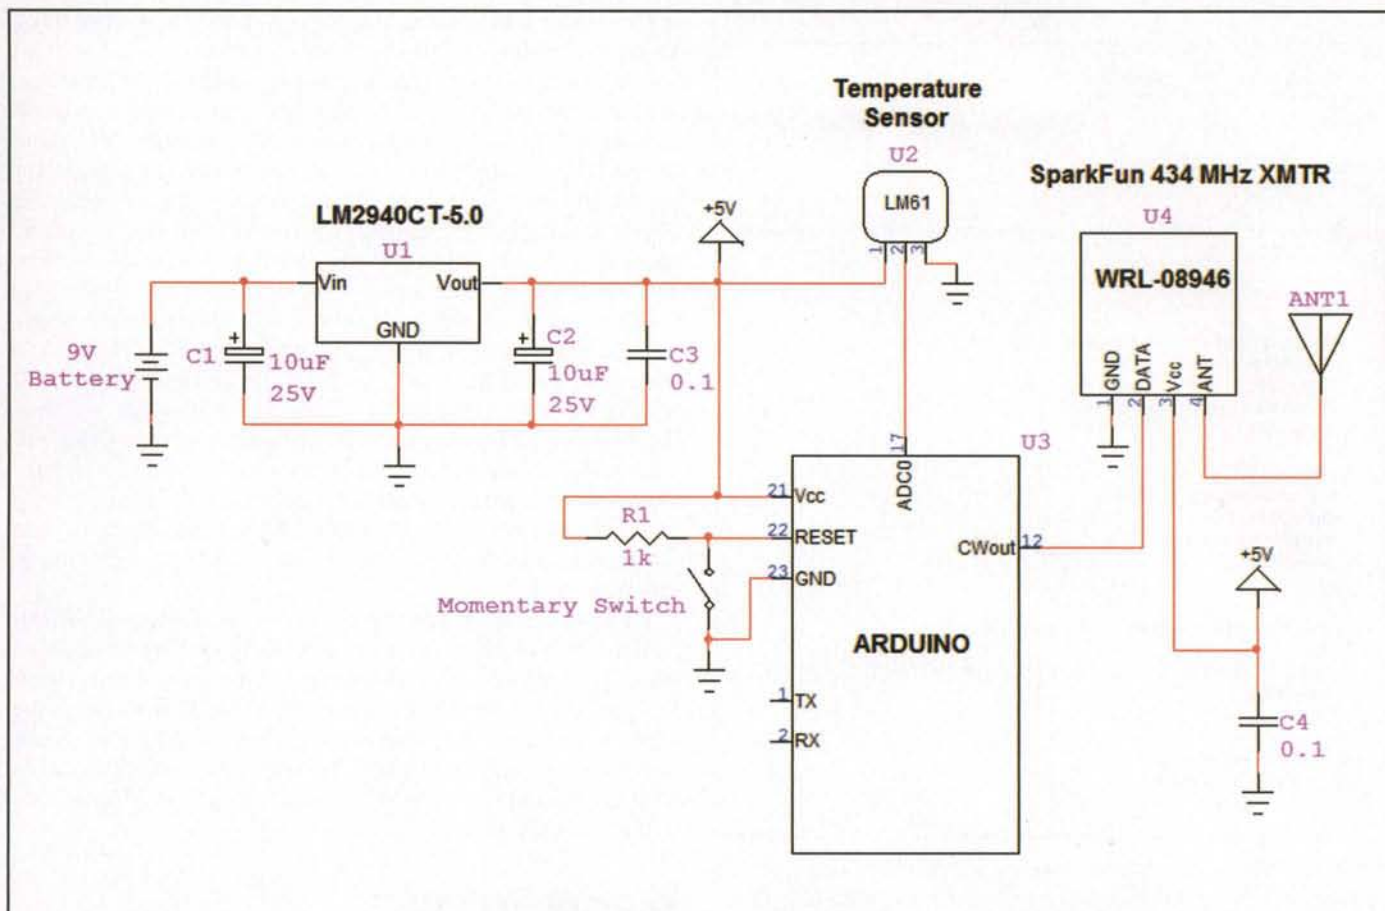 Temperature
Sensor
U2
LM61
1 2 3
SparkFun 434 MHz XMTR
U4
WRL-08946
GND DATA Vcc ANT
1 2 3 4
ANT1
LM2940CT-5.0
U1
Vin
Vout
GND
+5V
9V
Battery
C1
+
10uF
25V
+
C2
10uF
25V
C3
0.1
U3
17
ADC0
21 Vcc
R1
1k
22 RESET
23 GND
Momentary Switch
CWout 12
ARDUINO
1 TX
2 RX
+5V
C4
0.1